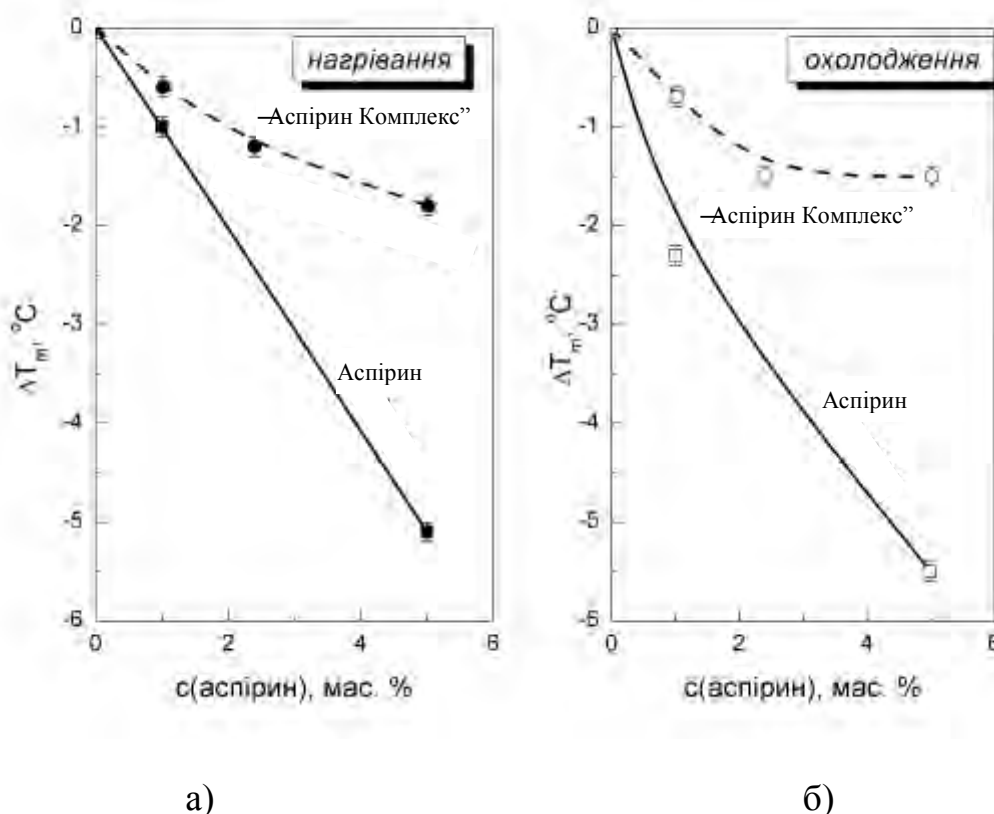 нагрівання
0
-1
-2
-3
-4
-5
-6
ΔTm, °C
―Аспірин Комплекс”
Аспірин
0
2
4
6
c(аспірин), мас. %
а)
охолодження
0
-1
-2
-3
-4
-5
-6
ΔTm, °C
―Аспірин Комплекс”
Аспірин
0
2
4
6
c(аспірин), мас. %
б)